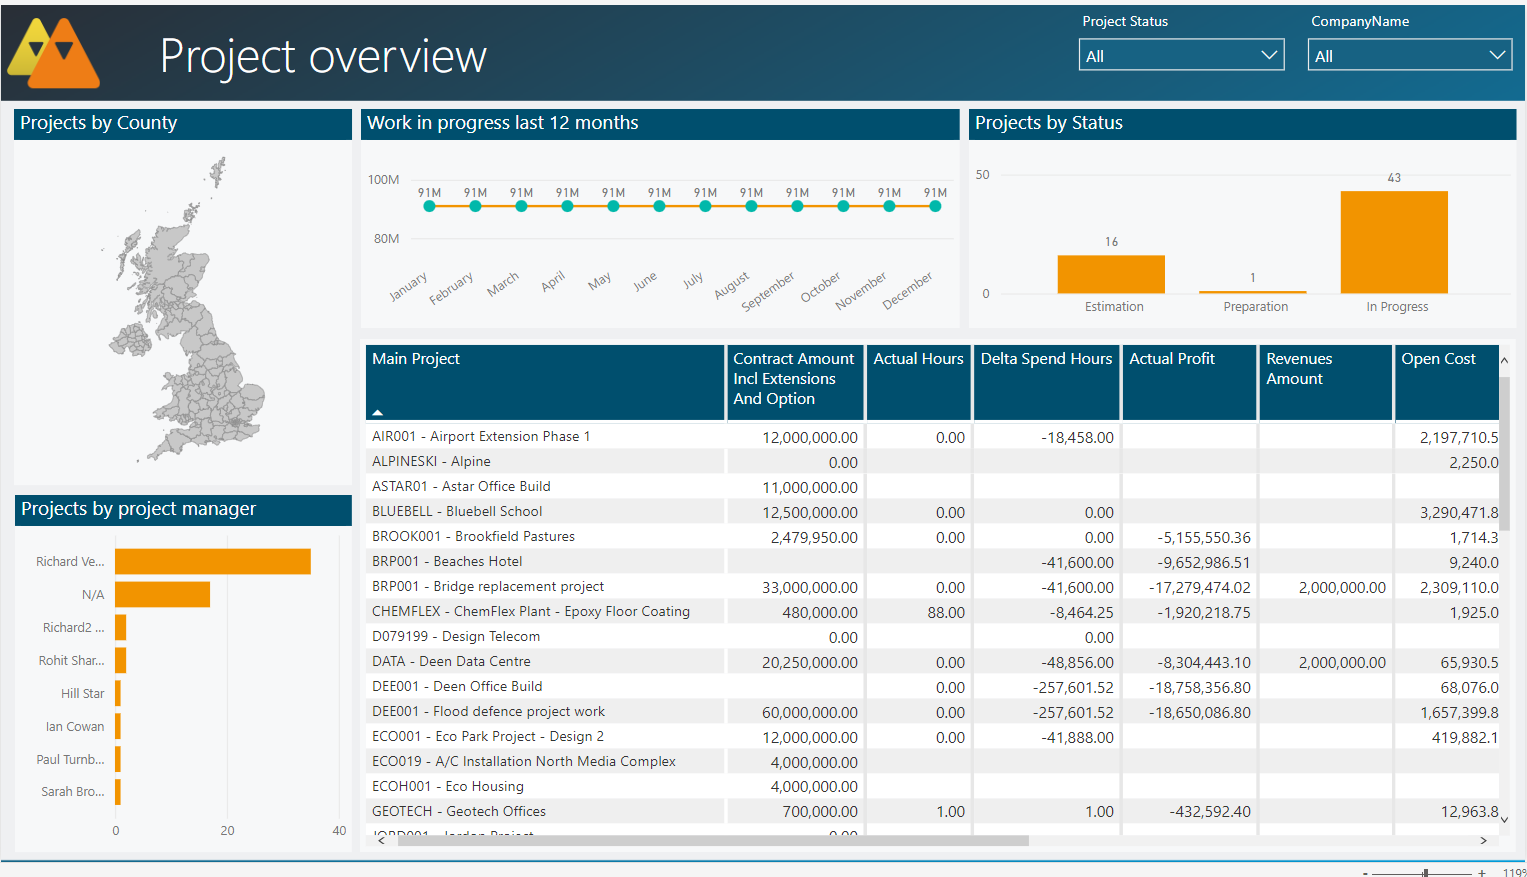 Project overview
Project Status
All
CompanyName
All
Projects by County
Work in progress last 12 months
100M
80M
91M 91M 91M 91M 91M 91M 91M 91M 91M 91M 91M 91M
January February March April May June July August September October November December
Projects by Status
50
0
16
1
43
Estimation Preparation In Progress
Projects by project manager
Richard Ve...
N/A
Richard2 ...
Rohit Shar...
Hill Star
Ian Cowan
Paul Turnb...
Sarah Bro...
0 20 40
Main Project
Contract Amount
Incl Extensions
And Option
Actual Hours
Delta Spend Hours
Actual Profit
Revenues
Amount
Open Cost
AIR001 - Airport Extension Phase 1 12,000,000.00 0.00 -18,458.00 2,197,710.5
ALPINESKI - Alpine 0.00 2,250.0
ASTAR01 - Astar Office Build 11,000,000.00
BLUEBELL - Bluebell School 12,500,000.00 0.00 0.00 3,290,471.8
BROOK001 - Brookfield Pastures 2,479,950.00 0.00 0.00 -5,155,550.36 1,714.3
BRP001 - Beaches Hotel -41,600.00 -9,652,986.51 9,240.0
BRP001 - Bridge replacement project 33,000,000.00 0.00 -41,600.00 -17,279,474.02 2,000,000.00 2,309,110.0
CHEMFLEX - ChemFlex Plant - Epoxy Floor Coating 480,000.00 88.00 -8,464.25 -1,920,218.75 1,925.0
D079199 - Design Telecom 0.00 0.00
DATA - Deen Data Centre 20,250,000.00 0.00 -48,856.00 -8,304,443.10 2,000,000.00 65,930.5
DEE001 - Deen Office Build 0.00 -257,601.52 -18,758,356.80 68,076.0
DEE001 - Flood defence project work 60,000,000.00 0.00 -257,601.52 -18,650,086.80 1,657,399.8
ECO001 - Eco Park Project - Design 2 12,000,000.00 0.00 -41,888.00 419,882.1
ECO019 - A/C Installation North Media Complex 4,000,000.00
ECOH001 - Eco Housing 4,000,000.00
GEOTECH - Geotech Offices 700,000.00 1.00 1.00 -432,592.40 12,963.8
- + 119%